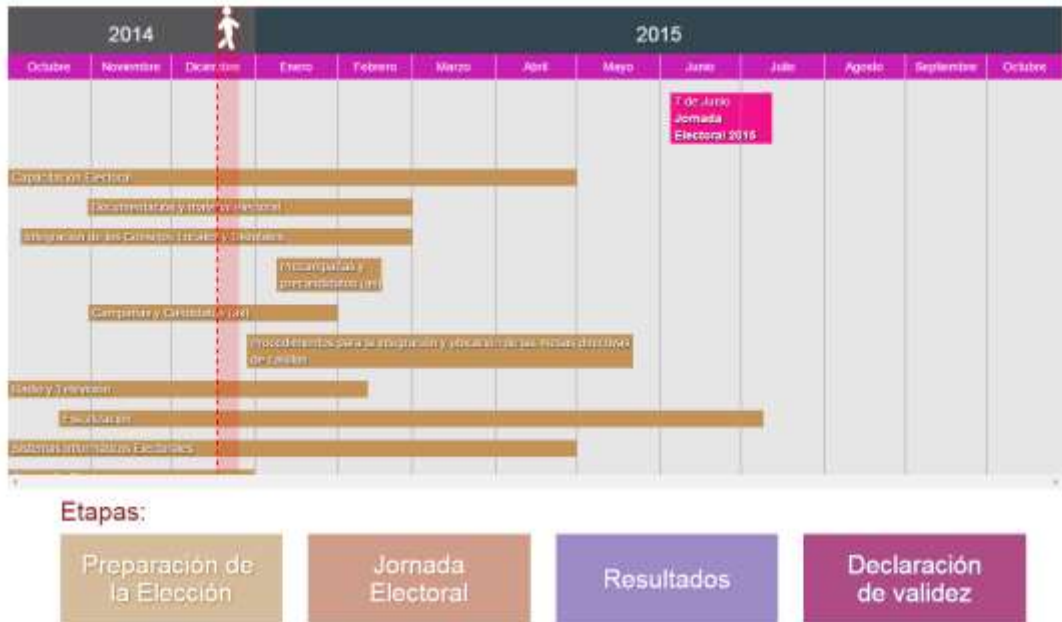 2014
2015
Octubre Noviembre Diciembre Enero Febrero Marzo Abril Mayo Junio Julio Agosto Septiembre Octubre
7 de Junio
Jornada
Electoral 2015
Capacitación Electoral
Documentación y material electoral
Integración de los Consejos Locales y Distritales
Precampañas y
precandidatos (as)
Campañas y Candidatos (as)
Procedimientos para la integración y ubicación de las mesas directivas
de casillas
Radio y Televisión
Fiscalización
Sistemas Informáticos Electorales
Etapas:
Preparación de
la Elección
Jornada
Electoral
Resultados
Declaración
de validez